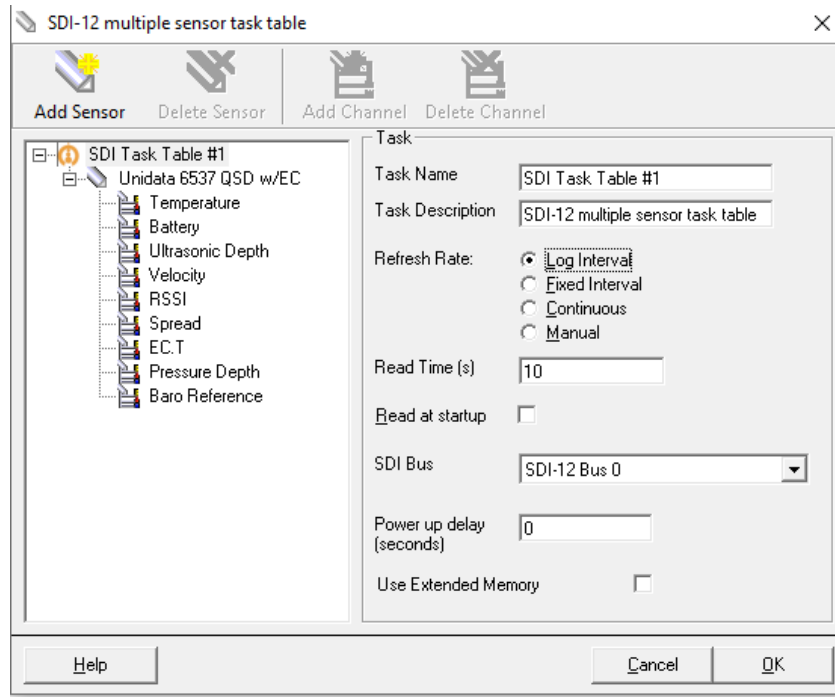 SDI-12 multiple sensor task table
Add Sensor
Delete Sensor
Add Channel
Delete Channel
SDI Task Table #1
Unidata 6537 QSD w/EC
Temperature
Battery
Ultrasonic Depth
Velocity
RSSI
Spread
EC.T
Pressure Depth
Baro Reference
Task
Task Name
SDI Task Table #1
Task Description
SDI-12 multiple sensor task table
Refresh Rate:
Log Interval
Fixed Interval
Continuous
Manual
Read Time (s)
10
Read at startup
SDI Bus
SDI-12 Bus 0
Power up delay
(seconds)
0
Use Extended Memory
Help
Cancel
OK